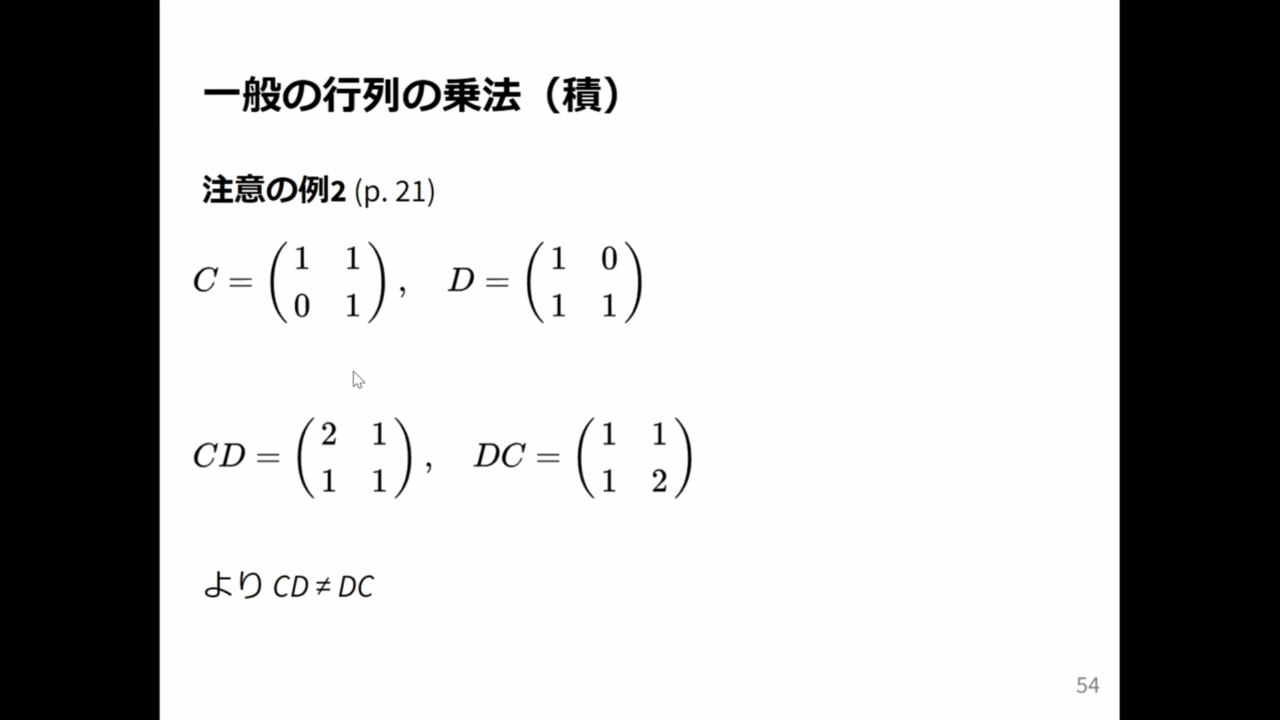 一般の行列の乗法（積）
注意の例2 (p. 21)
C = (1 1
0 1), D = (1 0
1 1)
CD = (2 1
1 1), DC = (1 1
1 2)
より CD ≠ DC
54